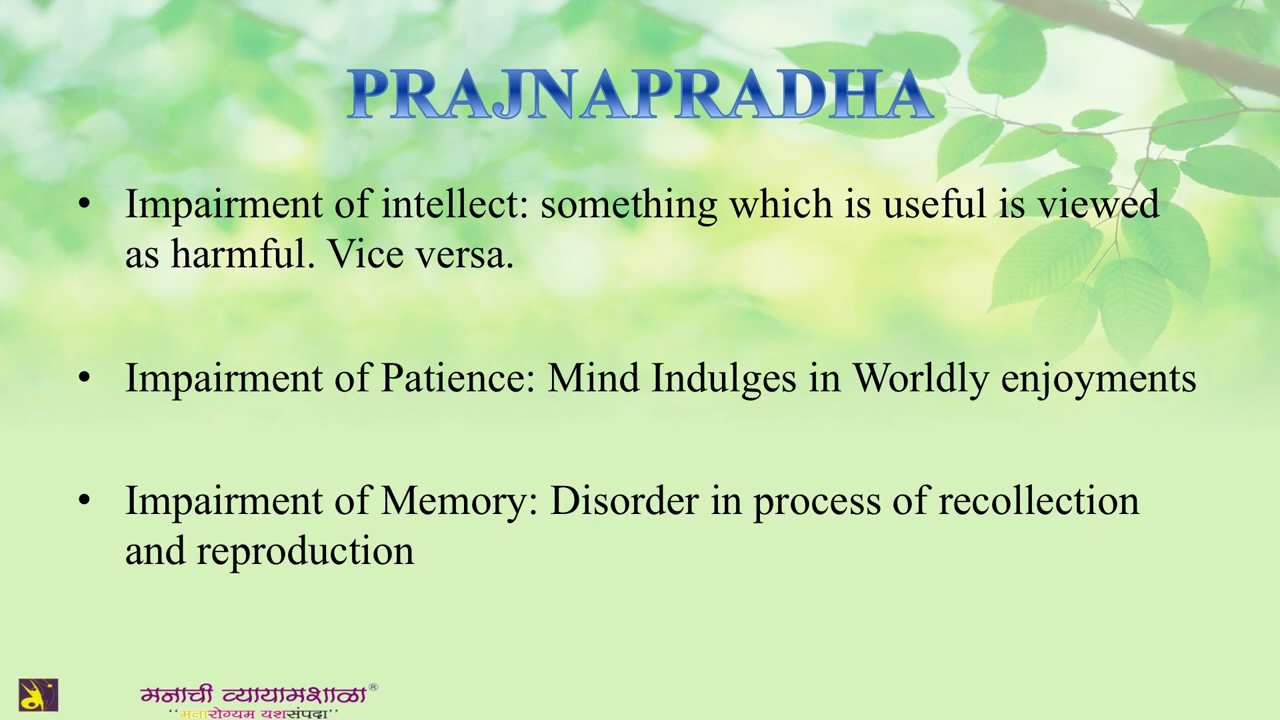 PRAJNAPRADHA
• Impairment of intellect: something which is useful is viewed
as harmful. Vice versa.
• Impairment of Patience: Mind Indulges in Worldly enjoyments
• Impairment of Memory: Disorder in process of recollection
and reproduction
मनाची व्यायामशाळा®
‘‘मनारोग्यम यशसंपदा’’